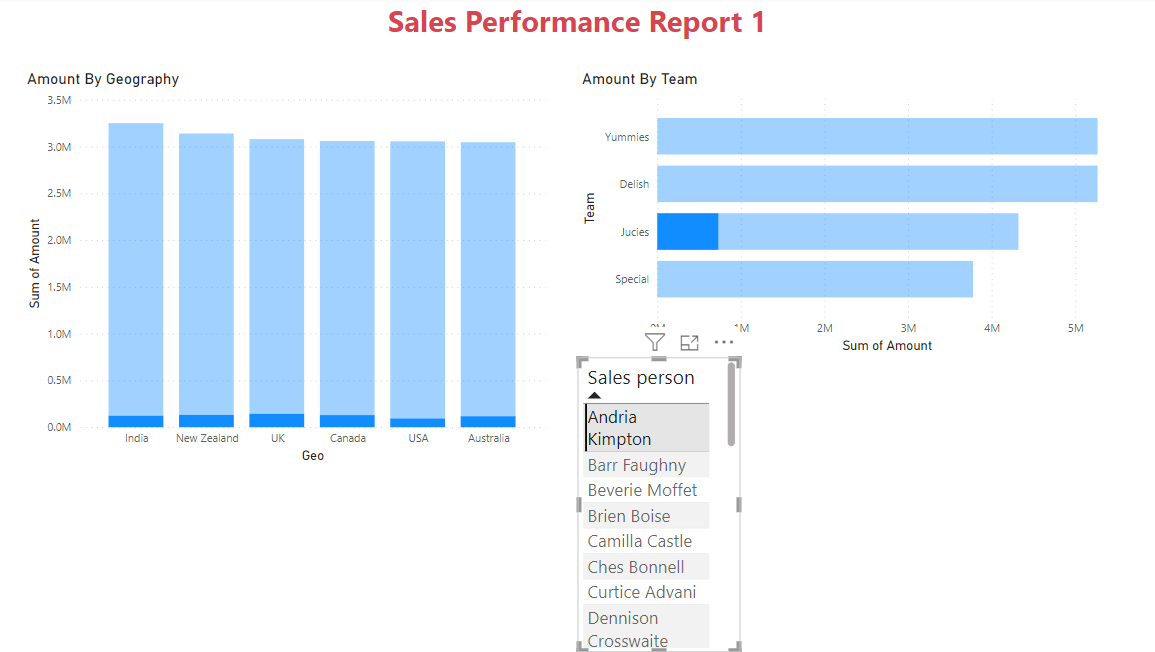 Sales Performance Report 1
Amount By Geography
3.5M
3.0M
2.5M
2.0M
1.5M
1.0M
0.5M
0.0M
Sum of Amount
India New Zealand UK Canada USA Australia
Geo
Amount By Team
Team
Yummies
Delish
Jucies
Special
0M 1M 2M 3M 4M 5M
Sum of Amount
Sales person
Andria
Kimpton
Barr Faughny
Beverie Moffet
Brien Boise
Camilla Castle
Ches Bonnell
Curtice Advani
Dennison
Crosswaite